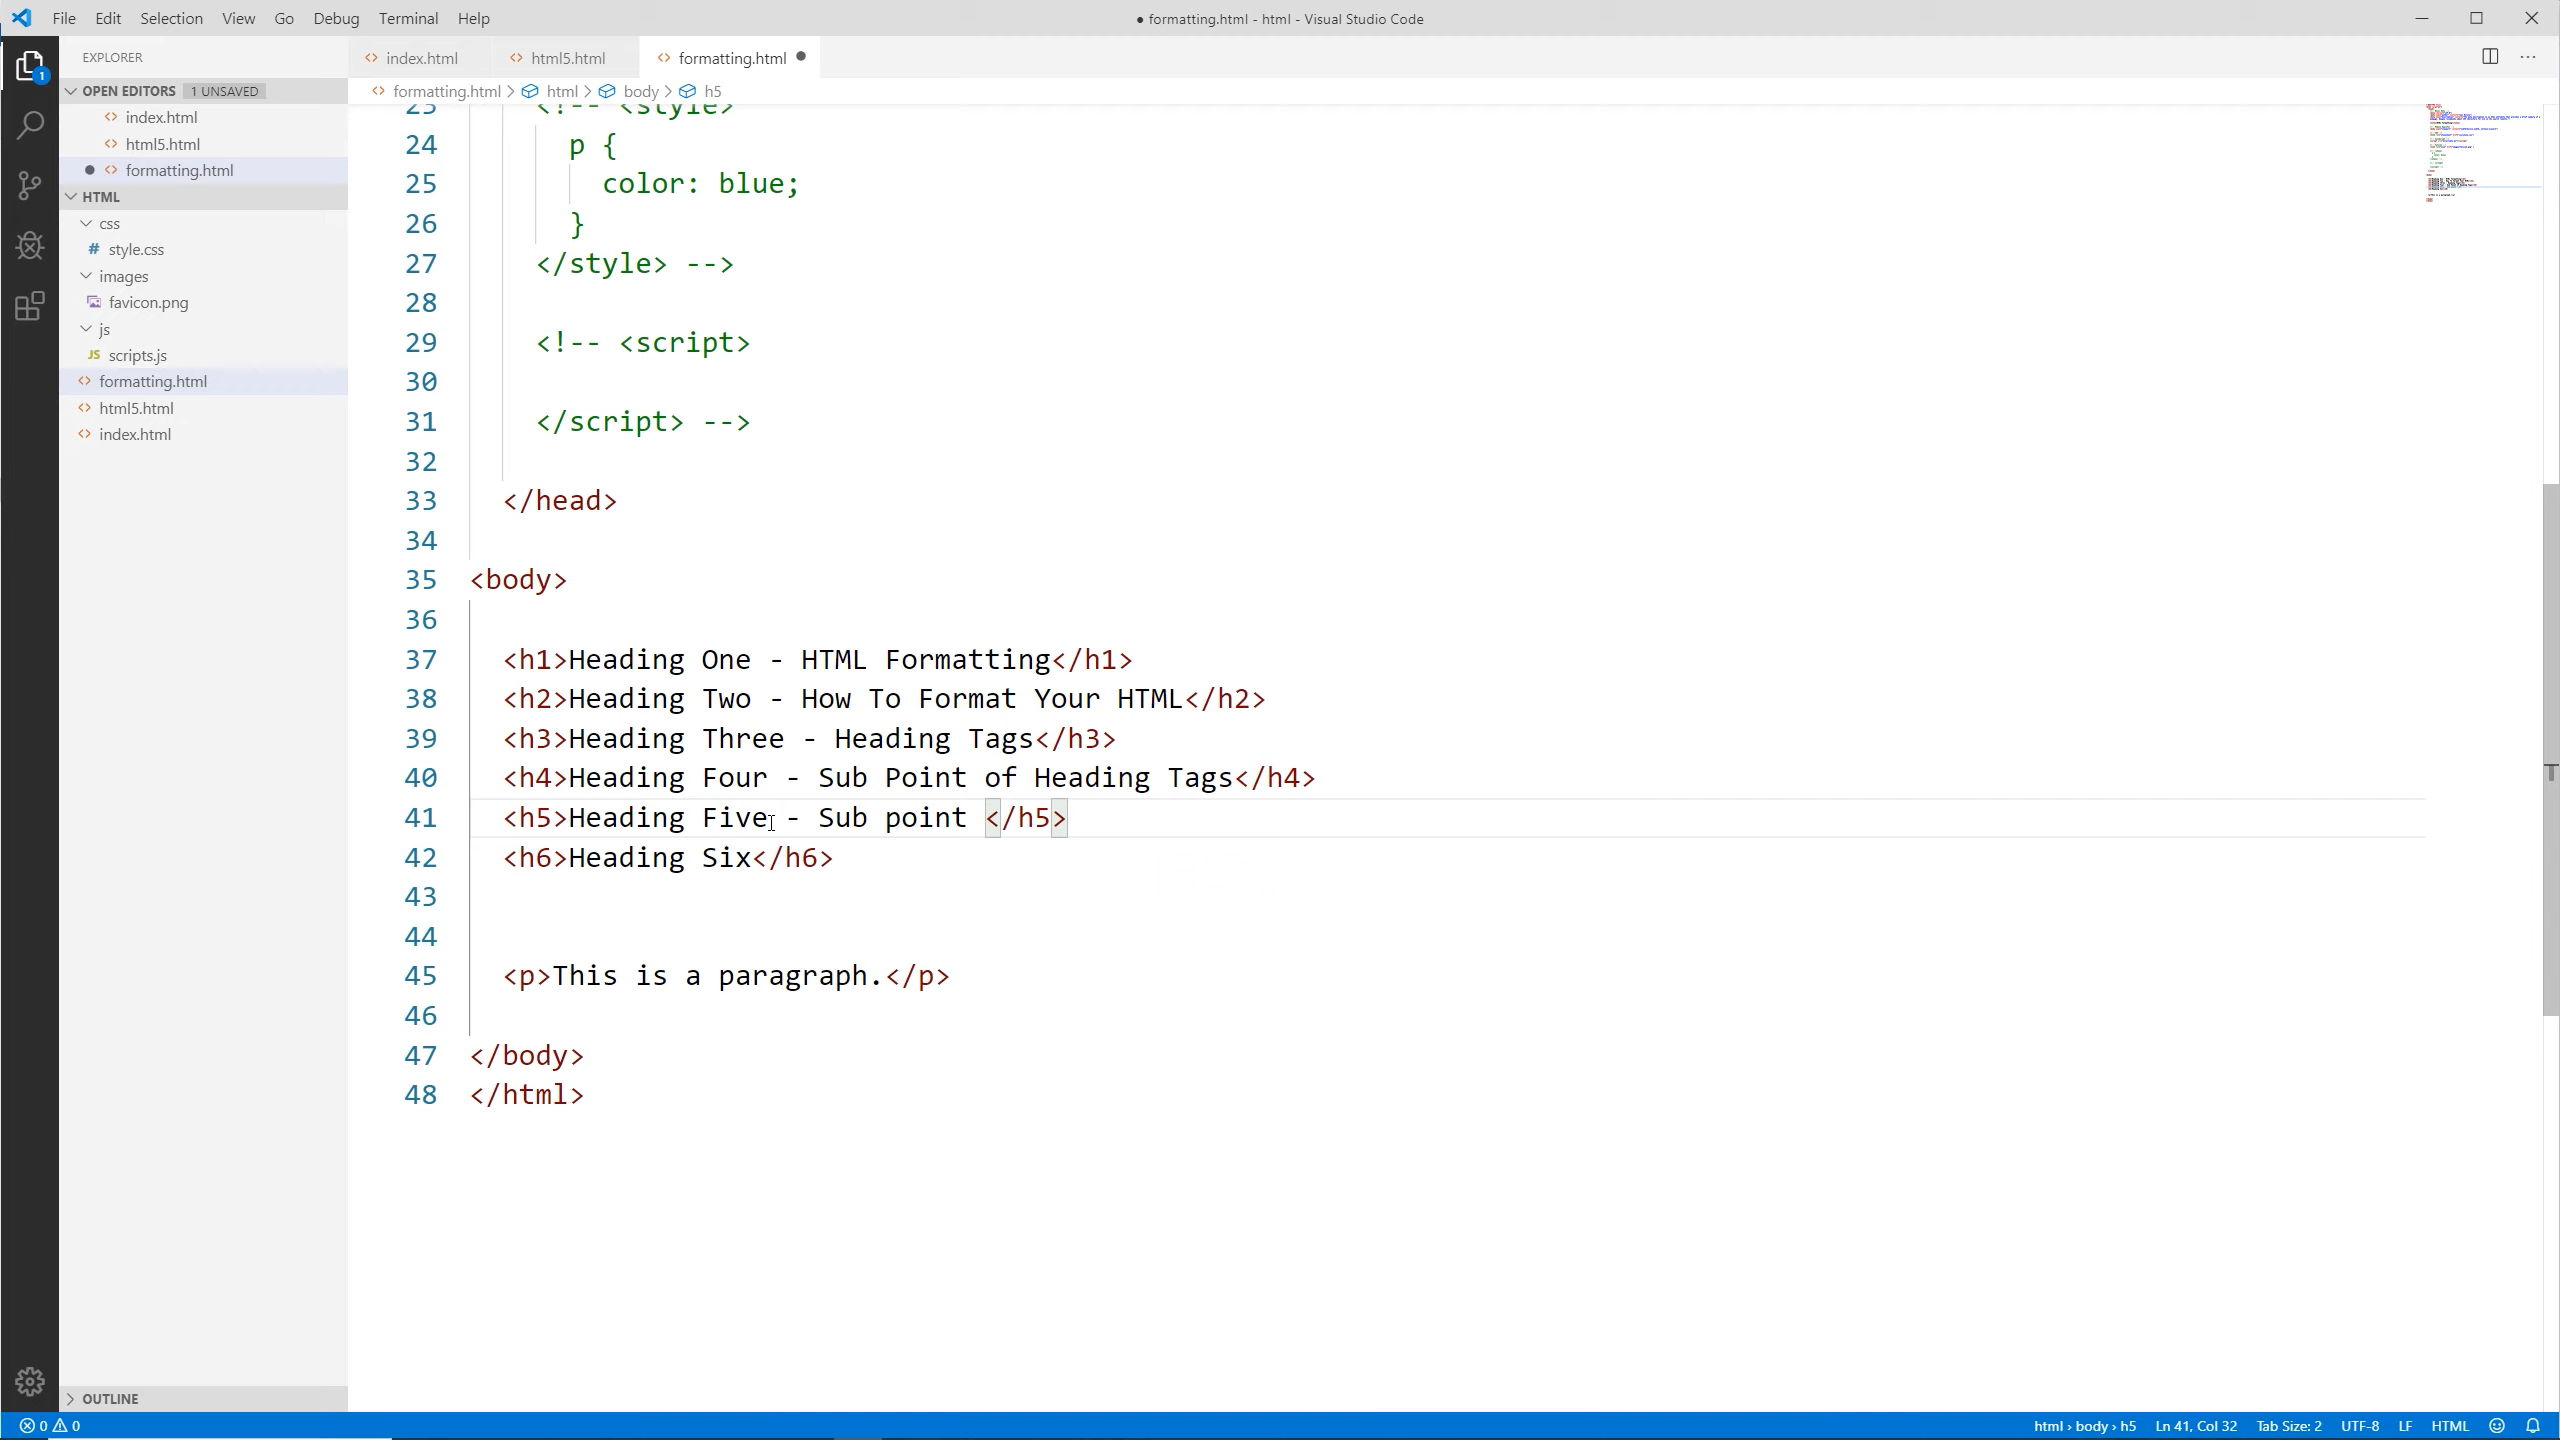 File Edit Selection View Go Debug Terminal Help
● formatting.html - html - Visual Studio Code
EXPLORER
OPEN EDITORS 1 UNSAVED
index.html
html5.html
formatting.html
HTML
css
# style.css
images
favicon.png
js
JS scripts.js
formatting.html
html5.html
index.html
OUTLINE
index.html html5.html formatting.html
formatting.html > html > body > h5
23 <!-- <style>
24 p {
25 color: blue;
26 }
27 </style> -->
28
29 <!-- <script>
30
31 </script> -->
32
33 </head>
34
35 <body>
36
37 <h1>Heading One - HTML Formatting</h1>
38 <h2>Heading Two - How To Format Your HTML</h2>
39 <h3>Heading Three - Heading Tags</h3>
40 <h4>Heading Four - Sub Point of Heading Tags</h4>
41 <h5>Heading Five - Sub point </h5>
42 <h6>Heading Six</h6>
43
44
45 <p>This is a paragraph.</p>
46
47 </body>
48 </html>
1
0 0
html › body › h5 Ln 41, Col 32 Tab Size: 2 UTF-8 LF HTML